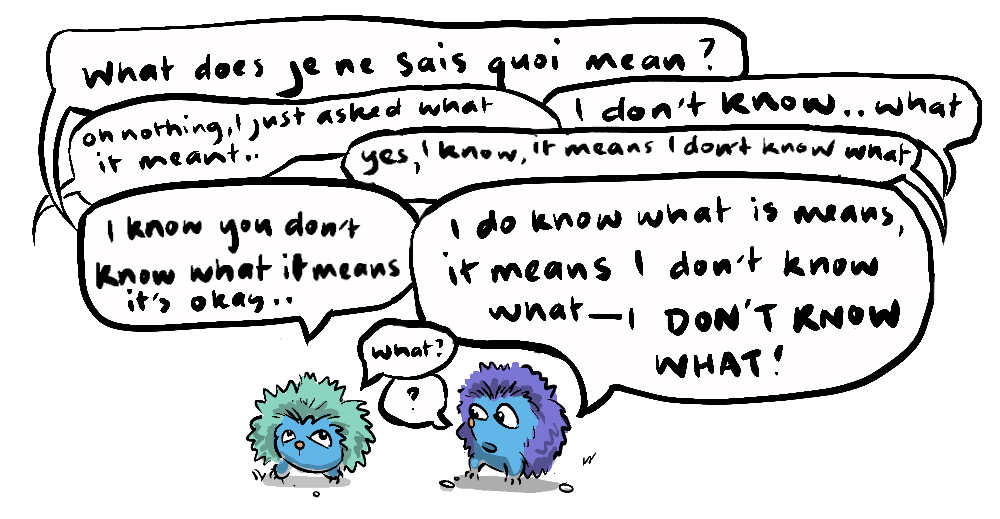 What does je ne sais quoi mean?
I don't know..what
oh nothing, I just asked what
it meant..
yes, I know, it means I don't know what
I know you don't
know what it means
it's okay..
I do know what is means,
it means I don't know
what—I DON'T KNOW
WHAT!
what?
?